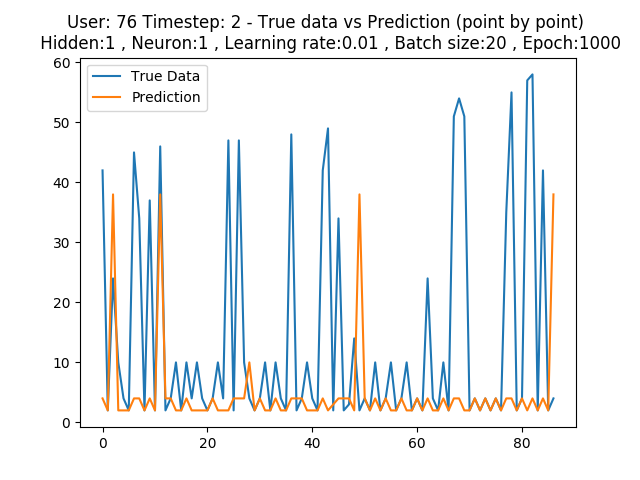 User: 76 Timestep: 2 - True data vs Prediction (point by point)
Hidden:1 , Neuron:1 , Learning rate:0.01 , Batch size:20 , Epoch:1000
True Data
Prediction
60
50
40
30
20
10
0
0 20 40 60 80